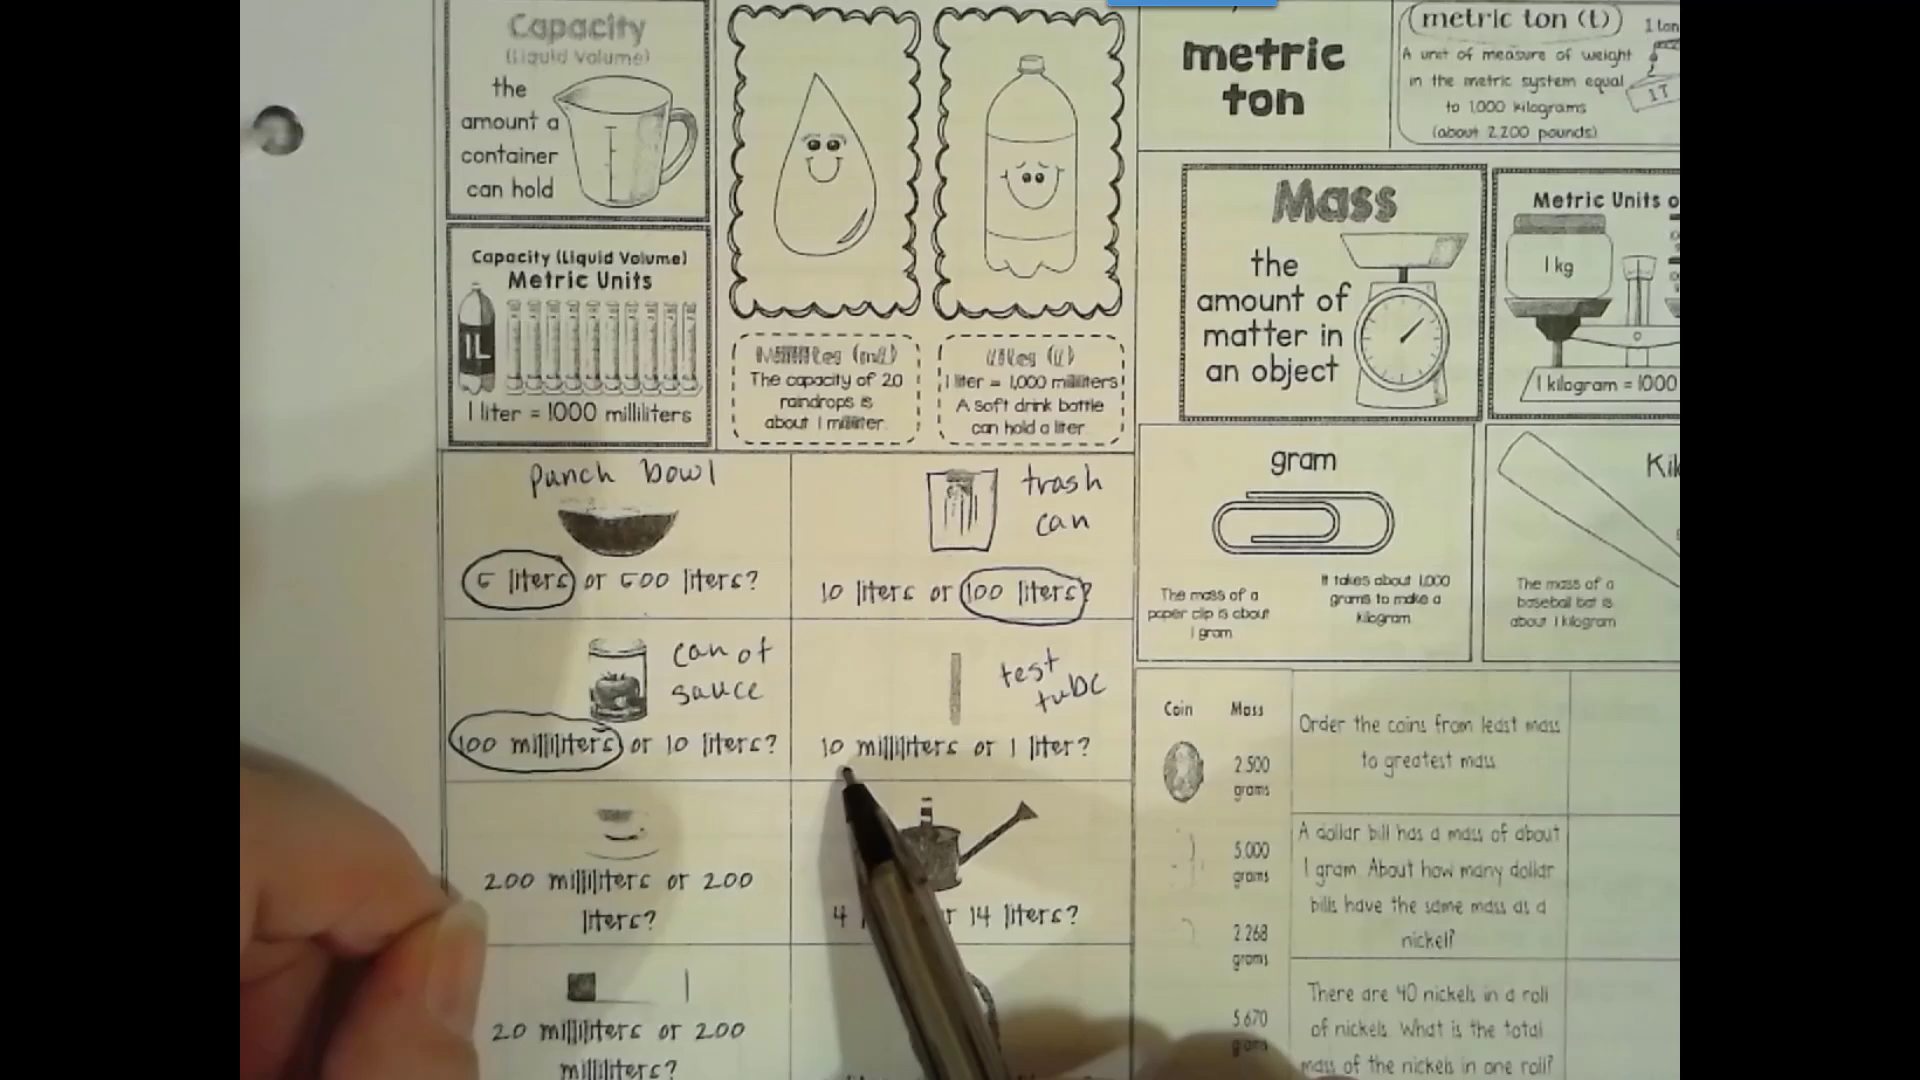 Capacity
(Liquid Volume)
the
amount a
container
can hold
Capacity (Liquid Volume)
Metric Units
1L
1 liter = 1000 milliliters
Milliliter (mL)
The capacity of 20
raindrops is
about 1 milliliter.
1 liter = 1,000 milliliters
A soft drink bottle
can hold a liter.
metric
ton
metric ton (t)
1 ton
A unit of measure of weight
in the metric system equal
to 1,000 kilograms
(about 2,200 pounds)
1T
Mass
the
amount of
matter in
an object
Metric Units o
1 kg
1 kilogram = 1000
gram
The mass of a
paper clip is about
1 gram
It takes about 1,000
grams to make a
kilogram.
Kil
The mass of a
baseball bat is
about 1 kilogram
punch bowl
liters or 500 liters?
trash
can
10 liters or 100 liters?
can of
sauce
100 milliliters or 10 liters?
test
tube
10 milliliters or 1 liter?
200 milliliters or 200
liters?
4
14 liters?
20 milliliters or 200
milliliters?
Coin Mass
2.500
grams
5.000
grams
2.268
grams
5.670
grams
Order the coins from least mass
to greatest mass
A dollar bill has a mass of about
1 gram. About how many dollar
bills have the same mass as a
nickel?
There are 40 nickels in a roll
of nickels. What is the total
mass of the nickels in one roll?